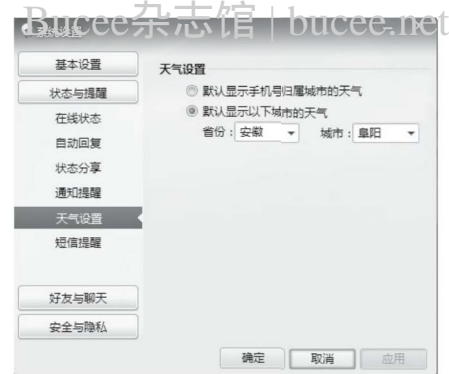 Bucee杂志馆 | bucee.net
系统设置
基本设置
状态与提醒
在线状态
自动回复
状态分享
通知提醒
天气设置
短信提醒
好友与聊天
安全与隐私
天气设置
默认显示手机号归属城市的天气
默认显示以下城市的天气
省份：安徽 城市：阜阳
确定 取消 应用